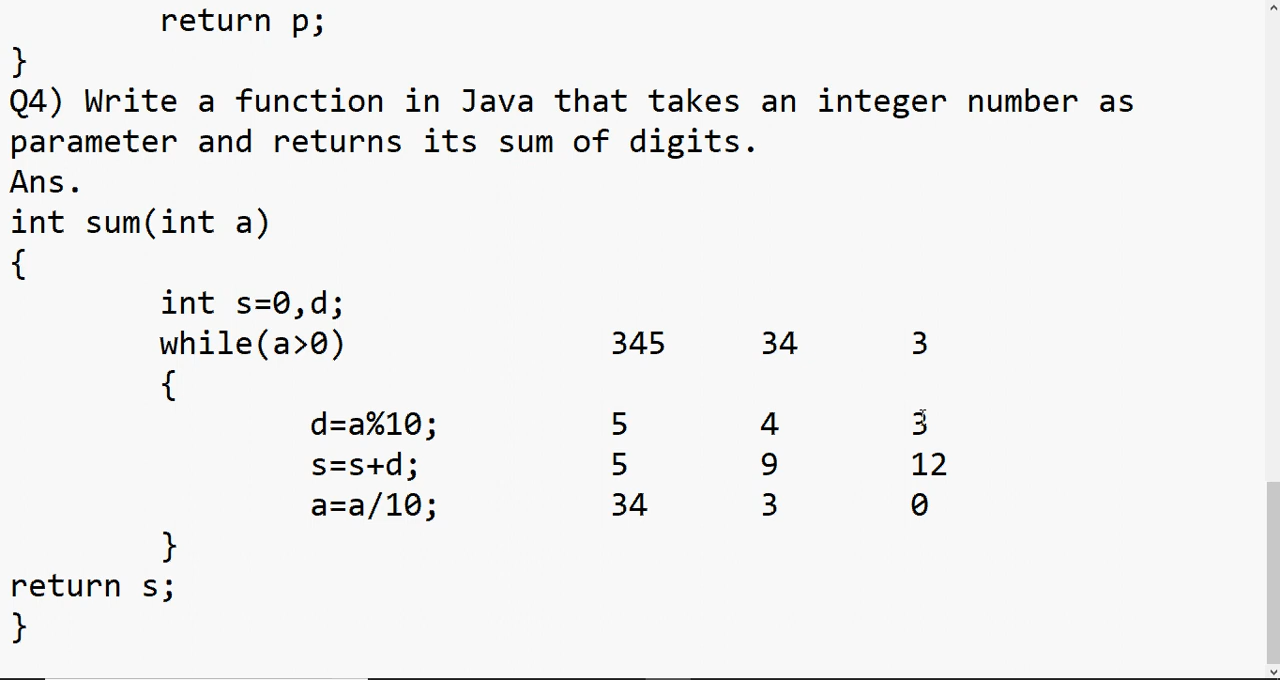 return p;
}
Q4) Write a function in Java that takes an integer number as
parameter and returns its sum of digits.
Ans.
int sum(int a)
{
int s=0,d;
while(a>0) 345 34 3
{
d=a%10; 5 4 3
s=s+d; 5 9 12
a=a/10; 34 3 0
}
return s;
}